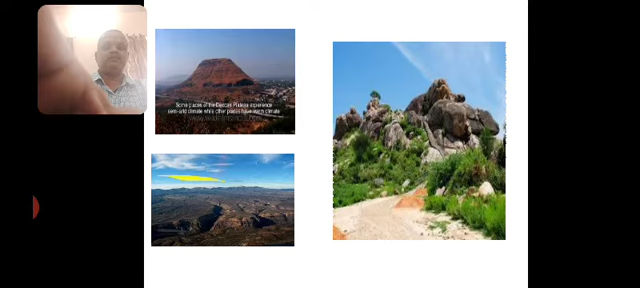 Some places of the Deccan Plateau experience
semi-arid climate while other places have warm climate